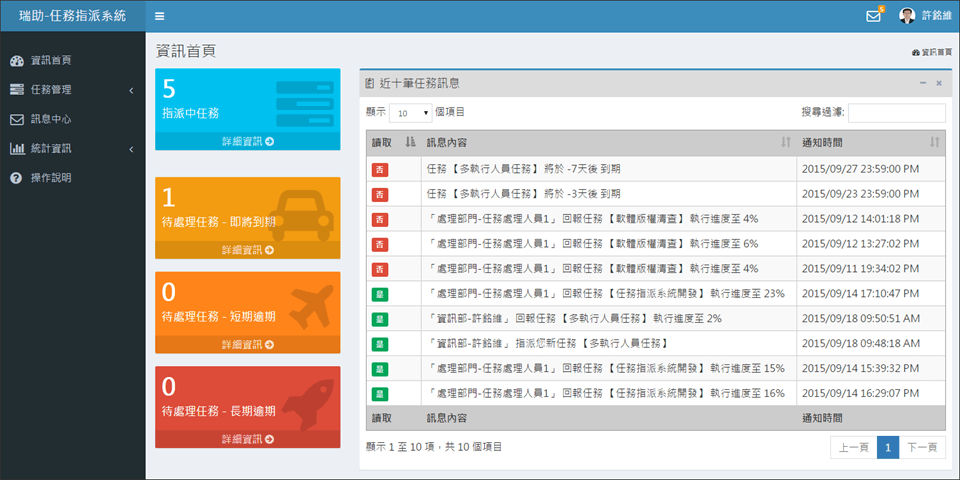 瑞助-任務指派系統
5
許銘維
資訊首頁
任務管理
訊息中心
統計資訊
操作說明
資訊首頁
資訊首頁
5
指派中任務
詳細資訊
1
待處理任務 - 即將到期
詳細資訊
0
待處理任務 - 短期逾期
詳細資訊
0
待處理任務 - 長期逾期
詳細資訊
近十筆任務訊息
顯示 10 個項目
搜尋過濾:
讀取 訊息內容 通知時間
否 任務【多執行人員任務】將於 -7天後 到期 2015/09/27 23:59:00 PM
否 任務【多執行人員任務】將於 -3天後 到期 2015/09/23 23:59:00 PM
否 「處理部門-任務處理人員1」 回報任務【軟體版權清查】執行進度至 4% 2015/09/12 14:01:18 PM
否 「處理部門-任務處理人員1」 回報任務【軟體版權清查】執行進度至 6% 2015/09/12 13:27:02 PM
否 「處理部門-任務處理人員1」 回報任務【軟體版權清查】執行進度至 4% 2015/09/11 19:34:02 PM
是 「處理部門-任務處理人員1」 回報任務【任務指派系統開發】執行進度至 23% 2015/09/14 17:10:47 PM
是 「資訊部-許銘維」 回報任務【多執行人員任務】執行進度至 2% 2015/09/18 09:50:51 AM
是 「資訊部-許銘維」 指派您新任務【多執行人員任務】 2015/09/18 09:48:18 AM
是 「處理部門-任務處理人員1」 回報任務【任務指派系統開發】執行進度至 15% 2015/09/14 15:39:32 PM
是 「處理部門-任務處理人員1」 回報任務【任務指派系統開發】執行進度至 16% 2015/09/14 16:29:07 PM
讀取 訊息內容 通知時間
顯示 1 至 10 項，共 10 個項目
上一頁 1 下一頁